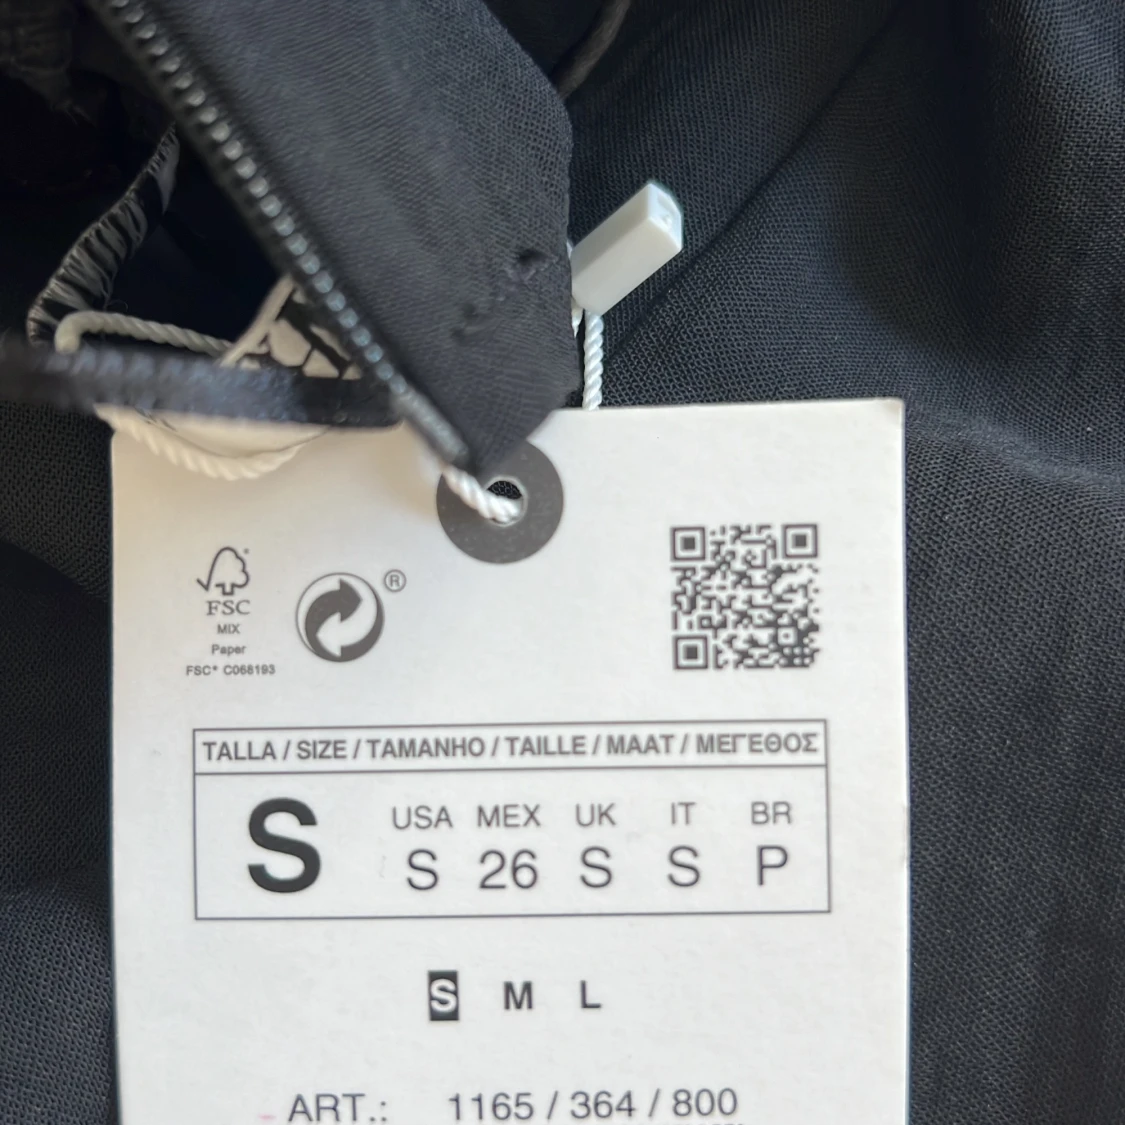 FSC
MIX
Paper
FSC® C068193
®
TALLA / SIZE / TAMANHO / TAILLE / MAAT / ΜΕΓΕΘΟΣ
S
USA MEX UK IT BR
S 26 S S P
S M L
ART.: 1165 / 364 / 800